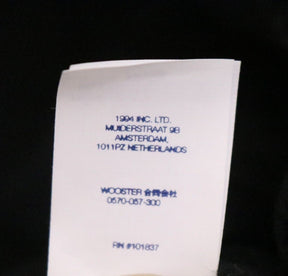 1994 INC. LTD.
MUIDERSTRAAT 9B
AMSTERDAM,
1011PZ NETHERLANDS
WOOSTER 合同会社
0570-057-300
RN #101837